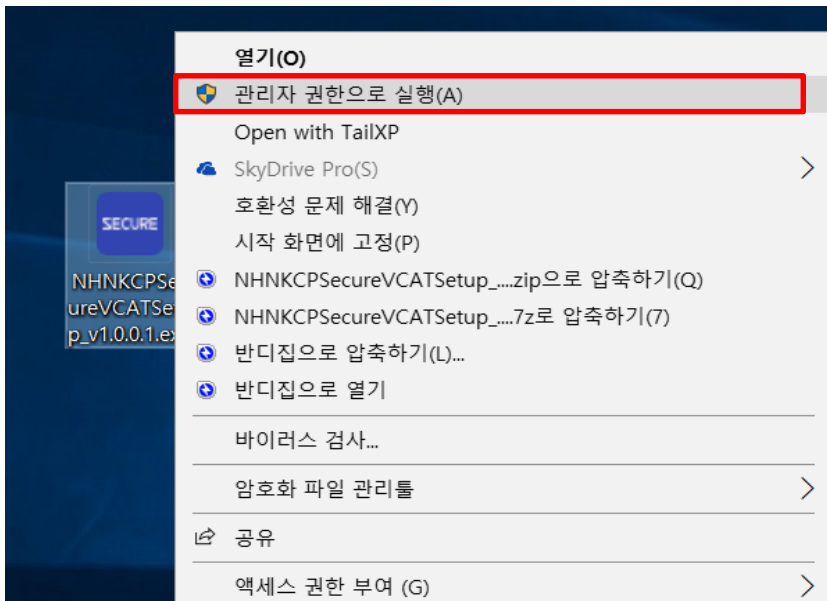 열기(O)
관리자 권한으로 실행(A)
Open with TailXP
SkyDrive Pro(S)
호환성 문제 해결(Y)
시작 화면에 고정(P)
SECURE
NHNKCPSe
ureVCATSe
p_v1.0.0.1.ex
NHNKCPSecureVCATSetup_....zip으로 압축하기(Q)
NHNKCPSecureVCATSetup_....7z로 압축하기(7)
반디집으로 압축하기(L)...
반디집으로 열기
바이러스 검사...
암호화 파일 관리툴
공유
액세스 권한 부여 (G)